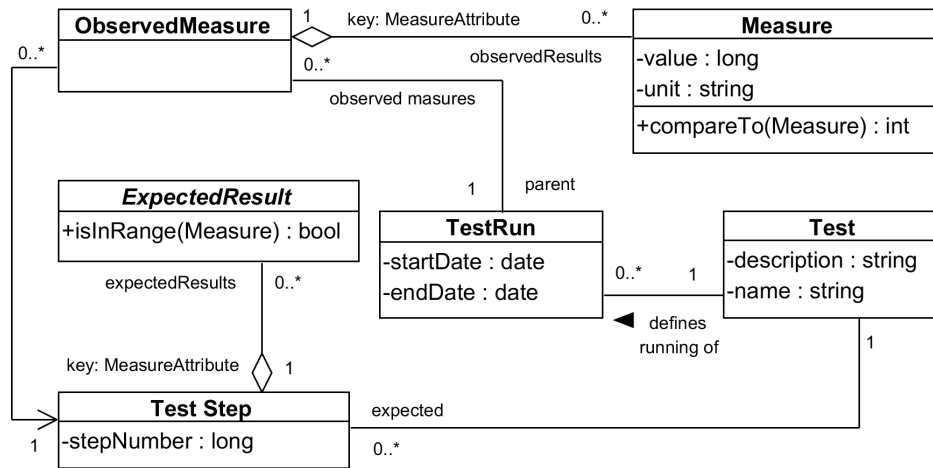 ObservedMeasure
1
key: MeasureAttribute
0..*
Measure
observedResults
-value : long
-unit : string
+compareTo(Measure) : int
0..*
0..*
observed masures
1
parent
ExpectedResult
+isInRange(Measure) : bool
expectedResults
0..*
TestRun
-startDate : date
-endDate : date
0..*
1
defines
running of
Test
-description : string
-name : string
1
key: MeasureAttribute
1
Test Step
-stepNumber : long
1
expected
0..*